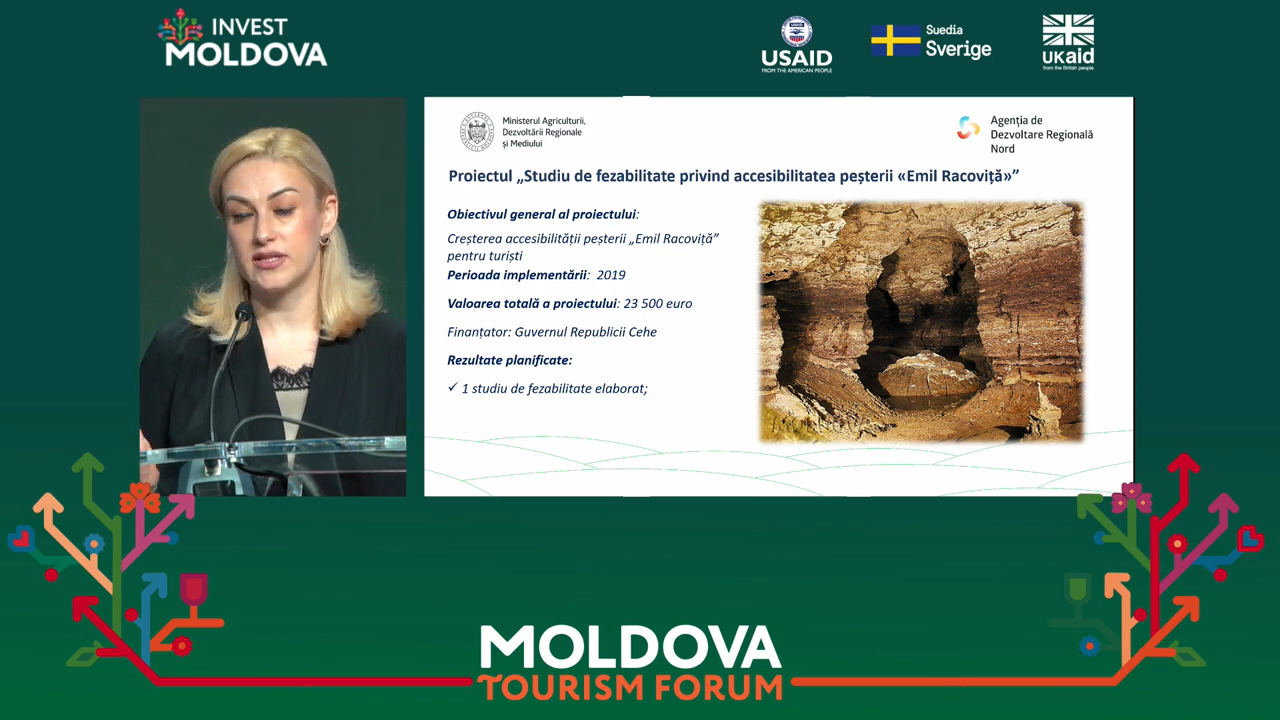 INVEST
MOLDOVA
USAID
FROM THE AMERICAN PEOPLE
Suedia
Sverige
UKaid
from the British people
Ministerul Agriculturii,
Dezvoltării Regionale
și Mediului
Agenția de
Dezvoltare Regională
Nord
Proiectul „Studiu de fezabilitate privind accesibilitatea peșterii «Emil Racoviță»”
Obiectivul general al proiectului:
Creșterea accesibilității peșterii „Emil Racoviță”
pentru turiști
Perioada implementării: 2019
Valoarea totală a proiectului: 23 500 euro
Finanțator: Guvernul Republicii Cehe
Rezultate planificate:
✓ 1 studiu de fezabilitate elaborat;
MOLDOVA
TOURISM FORUM